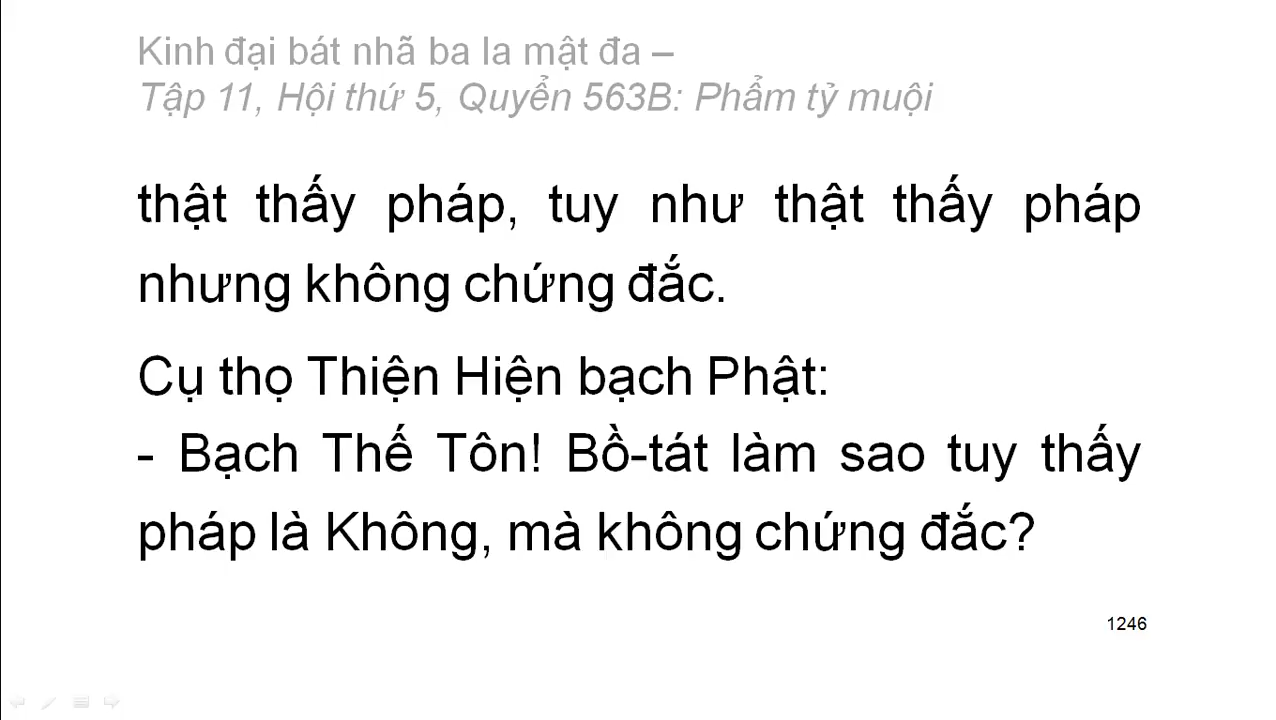 Kinh đại bát nhã ba la mật đa –
Tập 11, Hội thứ 5, Quyển 563B: Phẩm tỷ muội
thật thấy pháp, tuy như thật thấy pháp
nhưng không chứng đắc.
Cụ thọ Thiện Hiện bạch Phật:
- Bạch Thế Tôn! Bồ-tát làm sao tuy thấy
pháp là Không, mà không chứng đắc?
1246